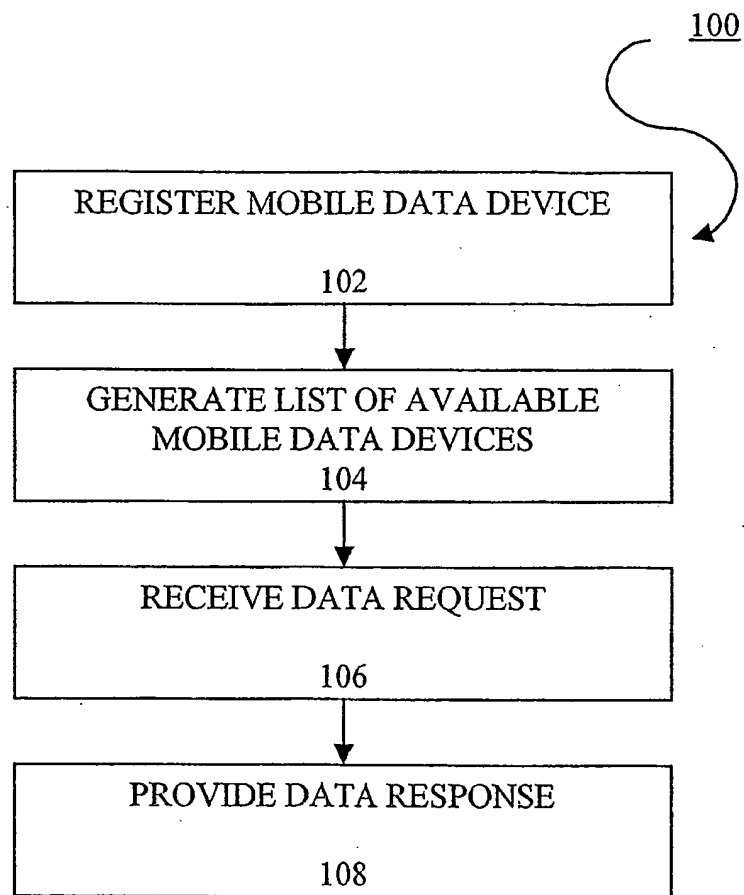 100
REGISTER MOBILE DATA DEVICE
102
GENERATE LIST OF AVAILABLE
MOBILE DATA DEVICES
104
RECEIVE DATA REQUEST
106
PROVIDE DATA RESPONSE
108